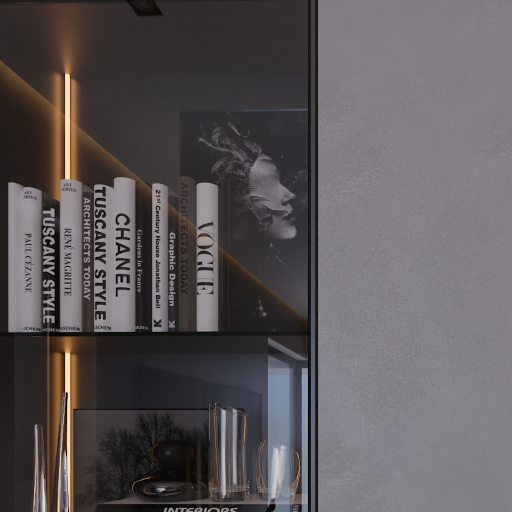 PAUL CÉZANNE
TUSCANY STYLE
ART
RENÉ MAGRITTE
ARCHITECTS TODAY
TUSCANY STYLE
CHANEL
Gardens in France
21st Century House Jonathan Bell
Graphic Design
ARCHITECTS TODAY
VOGUE
INTERIORS